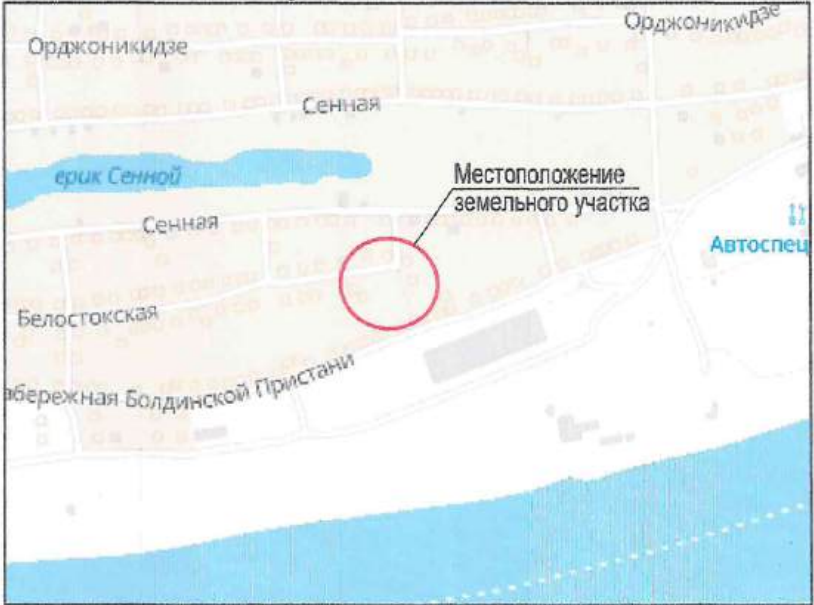 Орджоникидзе
Орджоникидзе
Сенная
ерик Сенной
Местоположение
земельного участка
Сенная
Автоспец
Белостокская
абережная Болдинской Пристани